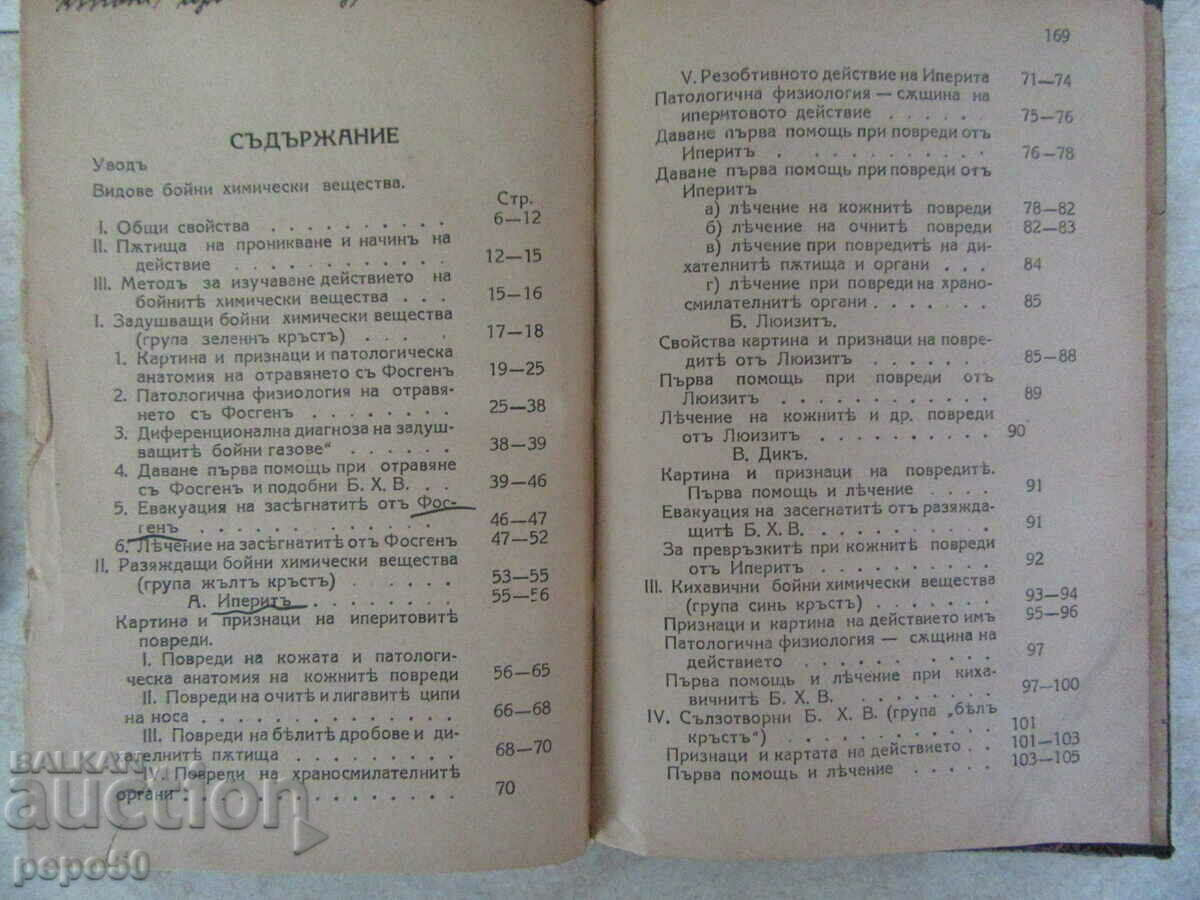 СЪДЪРЖАНИЕ
Уводъ
Видове бойни химически вещества.
Стр.
I. Общи свойства . . . . . . . . . . 6—12
II. Пѫтища на проникване и начинъ на
действие . . . . . . . . . . . 12—15
III. Методъ за изучаване действието на
бойнитѣ химически вещества . . . 15—16
I. Задушващи бойни химически вещества
(група зеленн кръстъ) . . . . 17—18
1. Картина и признаци и патологическа
анатомия на отравянето съ Фосгенъ 19—25
2. Патологична физиология на отравя-
нето съ Фосгенъ . . . . . . . 25—38
3. Диференционална диагноза на задуш-
ващитѣ бойни газове“ . . . . . . 38—39
4. Даване първа помощь при отравяне
съ Фосгенъ и подобни Б. Х. В. . . 39—46
5. Евакуация на засѣгнатитѣ отъ Фос-
генъ . . . . . . . . . . . . 46—47
6. Лѣчение на засѣгнатитѣ отъ Фосгенъ 47—52
II. Разяждащи бойни химически вещества
(група жълтъ кръстъ) . . . . . . 53—55
А. Иперитъ . . . . . . . . 55—56
Картина и признаци на иперитовитѣ
повреди.
I. Повреди на кожата и патологи-
ческа анатомия на кожнитѣ повреди 56—65
II. Повреди на очитѣ и лигавитѣ ципи
на носа . . . . . . . . . . . . . 66—68
III. Повреди на бѣлитѣ дробове и ди-
хателнитѣ пѫтища . . . . . . . . . 68—70
IV. Повреди на храносмилателнитѣ
органи . . . . . . . . . . . . . . 70
169
V. Резобтивното действие на Иперита 71—74
Патологична физиология — сѫщина на
иперитовото действие . . . . . . 75—76
Даване първа помощь при повреди отъ
Иперитъ . . . . . . . . . . . 76—78
Даване първа помощь при повреди отъ
Иперитъ
а) лѣчение на кожнитѣ повреди 78—82
б) лѣчение на очнитѣ повреди 82—83
в) лѣчение при повредитѣ на ди-
хателнитѣ пѫтища и органи . . . 84
г) лѣчение при повреди на храно-
смилателнитѣ органи . . . . . . . 85
Б. Люизитъ.
Свойства картина и признаци на повре-
дитѣ отъ Люизитъ . . . . . . . 85—88
Първа помощь при повреди отъ
Люизитъ . . . . . . . . . . . . 89
Лѣчение на кожнитѣ и др. повреди
отъ Люизитъ . . . . . . . . . . 90
В. Дикъ.
Картина и признаци на повредитѣ.
Първа помощь и лѣчение . . . . 91
Евакуация на засегнатитѣ от разяжда-
щитѣ Б. Х. В. . . . . . . . . . 91
За превръзкитѣ при кожнитѣ повреди
отъ Иперитъ . . . . . . . . . . 92
III. Кихавични бойни химически вещества
(група синь кръстъ) . . . . . . . 93—94
Признаци и картина на действието имъ 95—96
Патологична физиология — сѫщина на
действието . . . . . . . . . . . 97
Първа помощь и лѣчение при киха-
вичнитѣ Б. Х. В. . . . . . . . . 97—100
IV. Сълзотворни Б. Х. В. (група „бѣлъ
кръстъ“) . . . . . . . . . . . . 101
Признаци и картата на действието . . 101—103
Първа помощь и лѣчение . . . . . 103—105
BALKAN
auction
pepo50